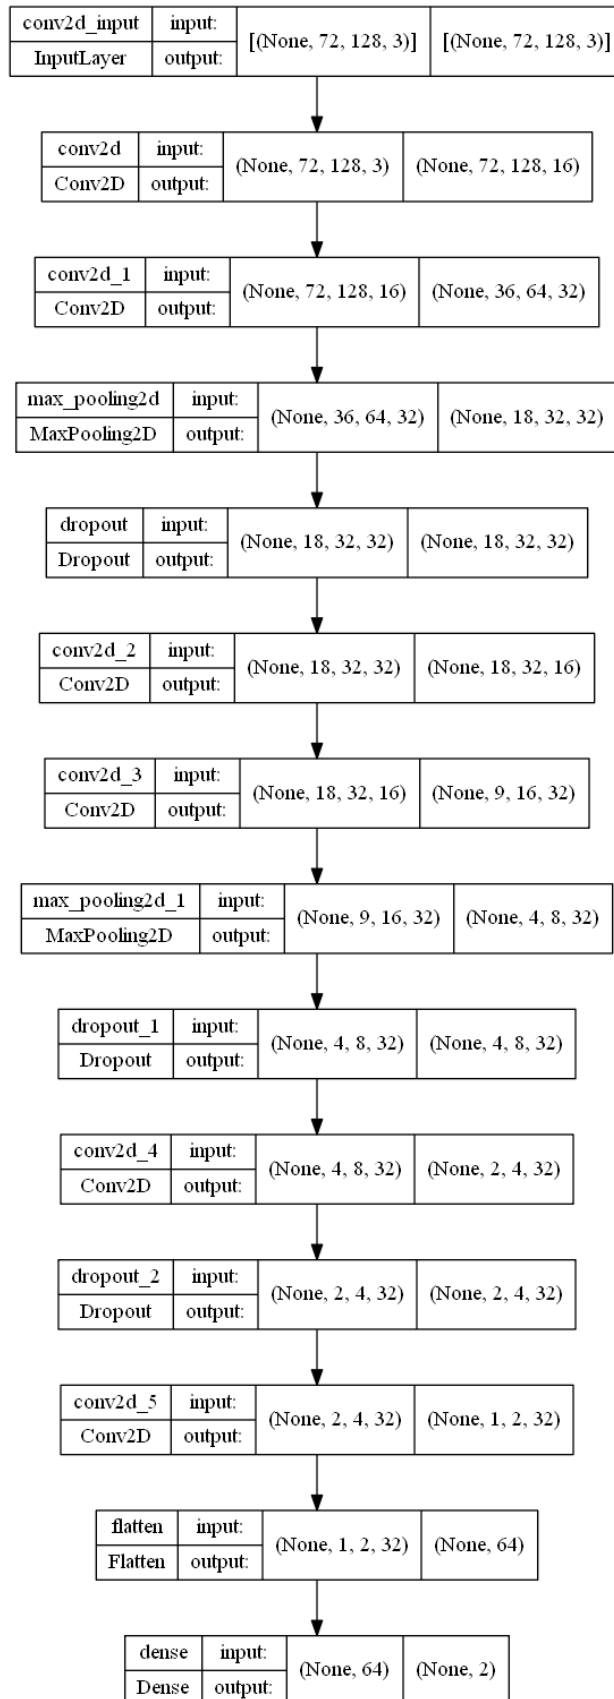 conv2d_input input: [(None, 72, 128, 3)] [(None, 72, 128, 3)]
InputLayer output:
conv2d input: (None, 72, 128, 3) (None, 72, 128, 16)
Conv2D output:
conv2d_1 input: (None, 72, 128, 16) (None, 36, 64, 32)
Conv2D output:
max_pooling2d input: (None, 36, 64, 32) (None, 18, 32, 32)
MaxPooling2D output:
dropout input: (None, 18, 32, 32) (None, 18, 32, 32)
Dropout output:
conv2d_2 input: (None, 18, 32, 32) (None, 18, 32, 16)
Conv2D output:
conv2d_3 input: (None, 18, 32, 16) (None, 9, 16, 32)
Conv2D output:
max_pooling2d_1 input: (None, 9, 16, 32) (None, 4, 8, 32)
MaxPooling2D output:
dropout_1 input: (None, 4, 8, 32) (None, 4, 8, 32)
Dropout output:
conv2d_4 input: (None, 4, 8, 32) (None, 2, 4, 32)
Conv2D output:
dropout_2 input: (None, 2, 4, 32) (None, 2, 4, 32)
Dropout output:
conv2d_5 input: (None, 2, 4, 32) (None, 1, 2, 32)
Conv2D output:
flatten input: (None, 1, 2, 32) (None, 64)
Flatten output:
dense input: (None, 64) (None, 2)
Dense output: